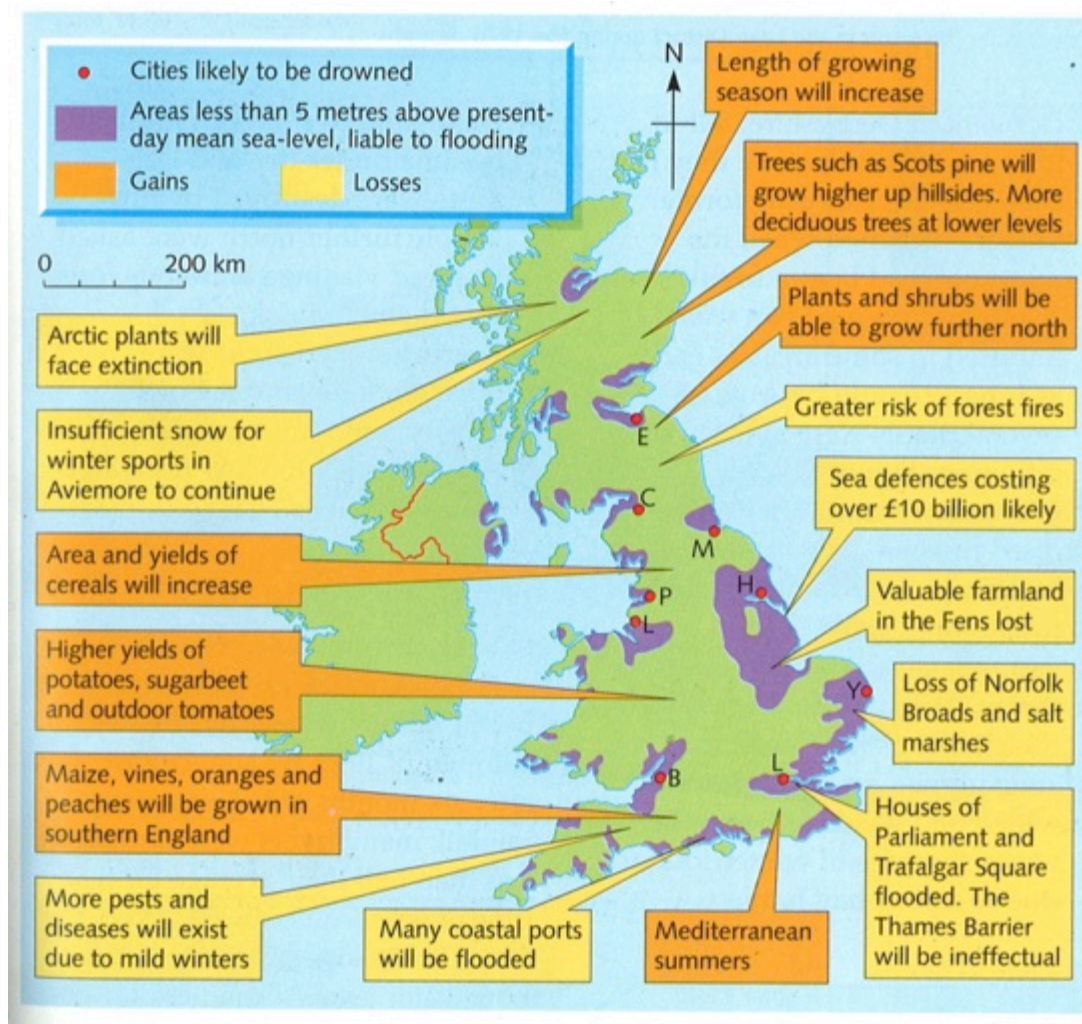 Cities likely to be drowned
Areas less than 5 metres above present-
day mean sea-level, liable to flooding
Gains
Losses
0 200 km
N
Length of growing
season will increase
Trees such as Scots pine will
grow higher up hillsides. More
deciduous trees at lower levels
Plants and shrubs will be
able to grow further north
Arctic plants will
face extinction
Greater risk of forest fires
Insufficient snow for
winter sports in
Aviemore to continue
Sea defences costing
over £10 billion likely
Area and yields of
cereals will increase
Valuable farmland
in the Fens lost
Higher yields of
potatoes, sugarbeet
and outdoor tomatoes
Loss of Norfolk
Broads and salt
marshes
Maize, vines, oranges and
peaches will be grown in
southern England
Houses of
Parliament and
Trafalgar Square
flooded. The
Thames Barrier
will be ineffectual
More pests and
diseases will exist
due to mild winters
Many coastal ports
will be flooded
Mediterranean
summers
E
C
M
H
P
L
Y
B
L